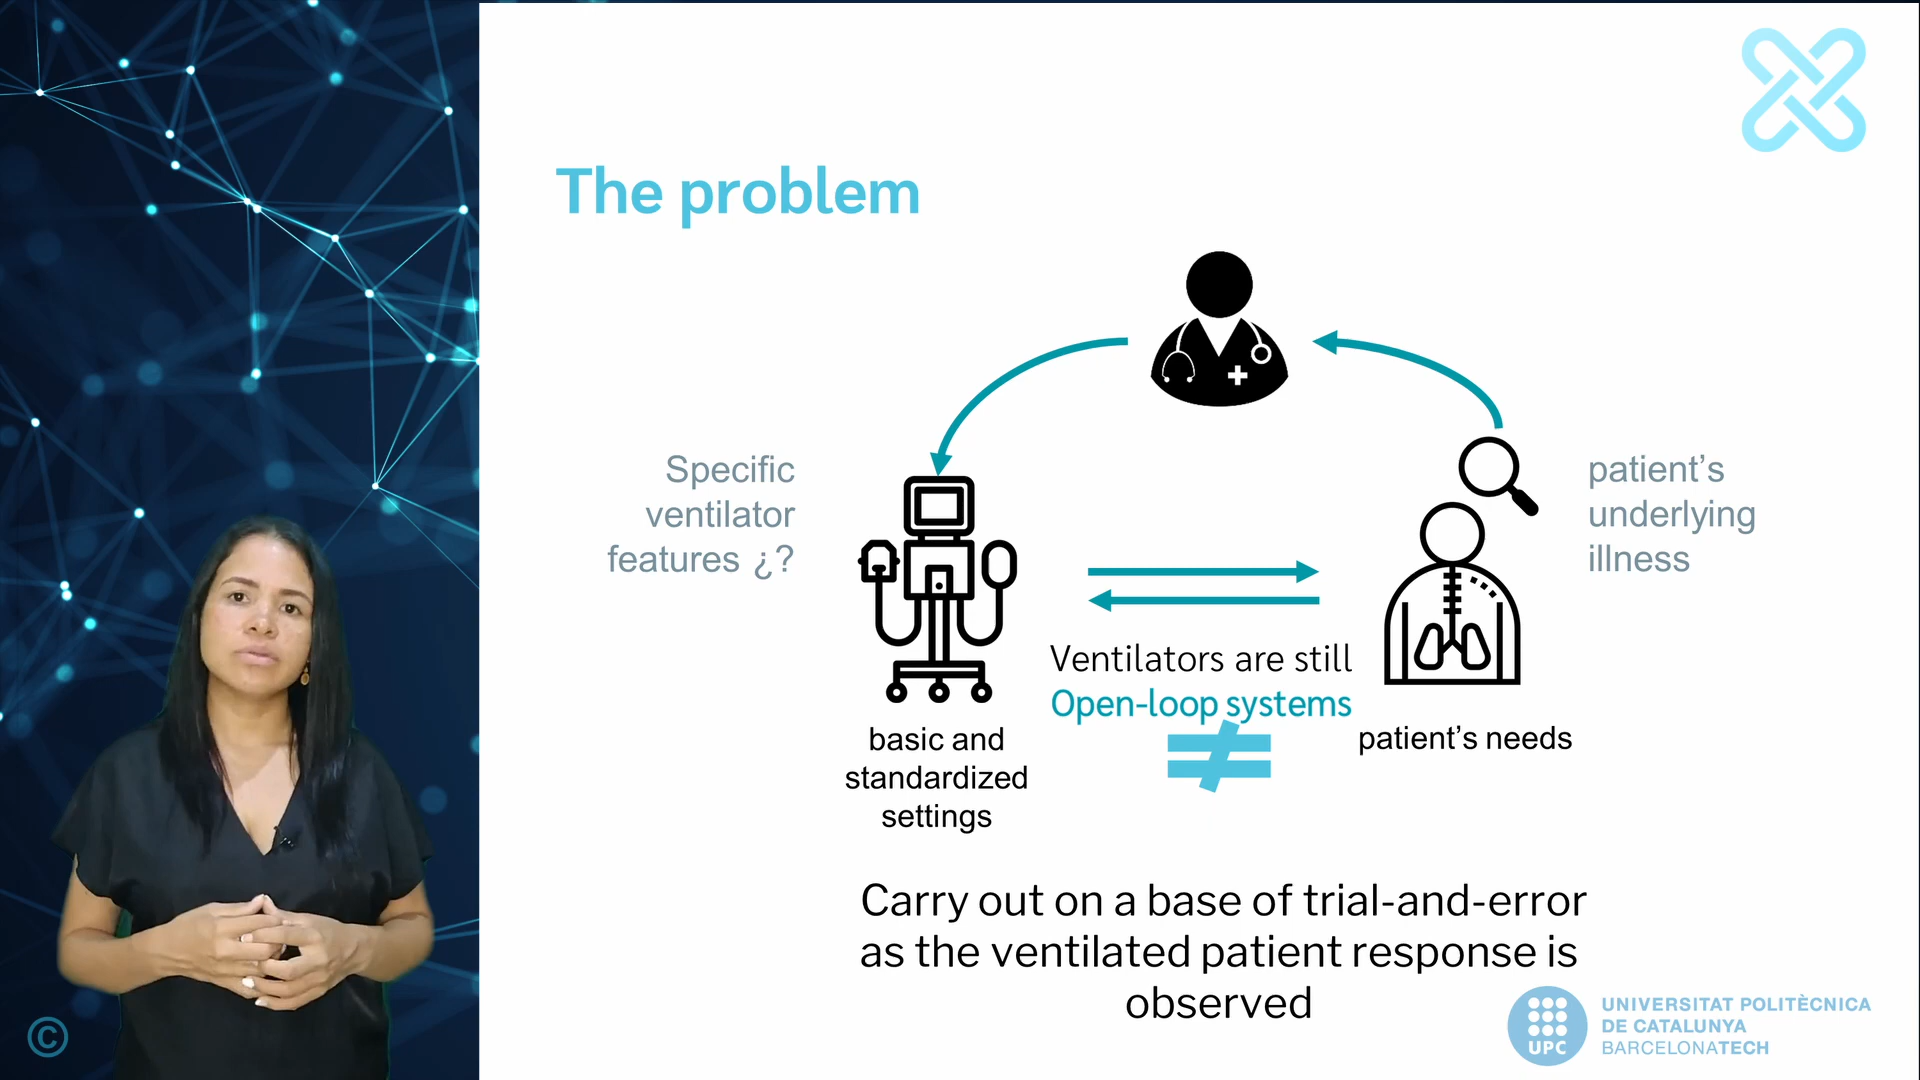 The problem
Specific
ventilator
features ¿?
patient's
underlying
illness
Ventilators are still
Open-loop systems
basic and
standardized
settings
≠
patient's needs
Carry out on a base of trial-and-error
as the ventilated patient response is
observed
©
UPC
UNIVERSITAT POLITÈCNICA
DE CATALUNYA
BARCELONATECH